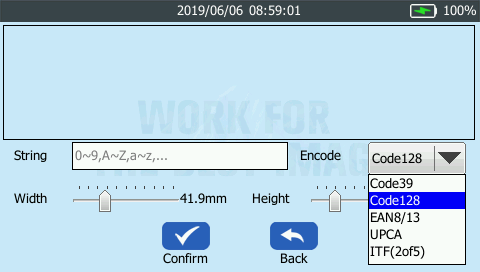 2019/06/06 08:59:01 100%
WORK FOR
THE BEST IMAGE
String 0~9,A~Z,a~z,... Encode Code128
Width 41.9mm Height
Code39
Code128
EAN8/13
UPCA
ITF(2of5)
Confirm Back